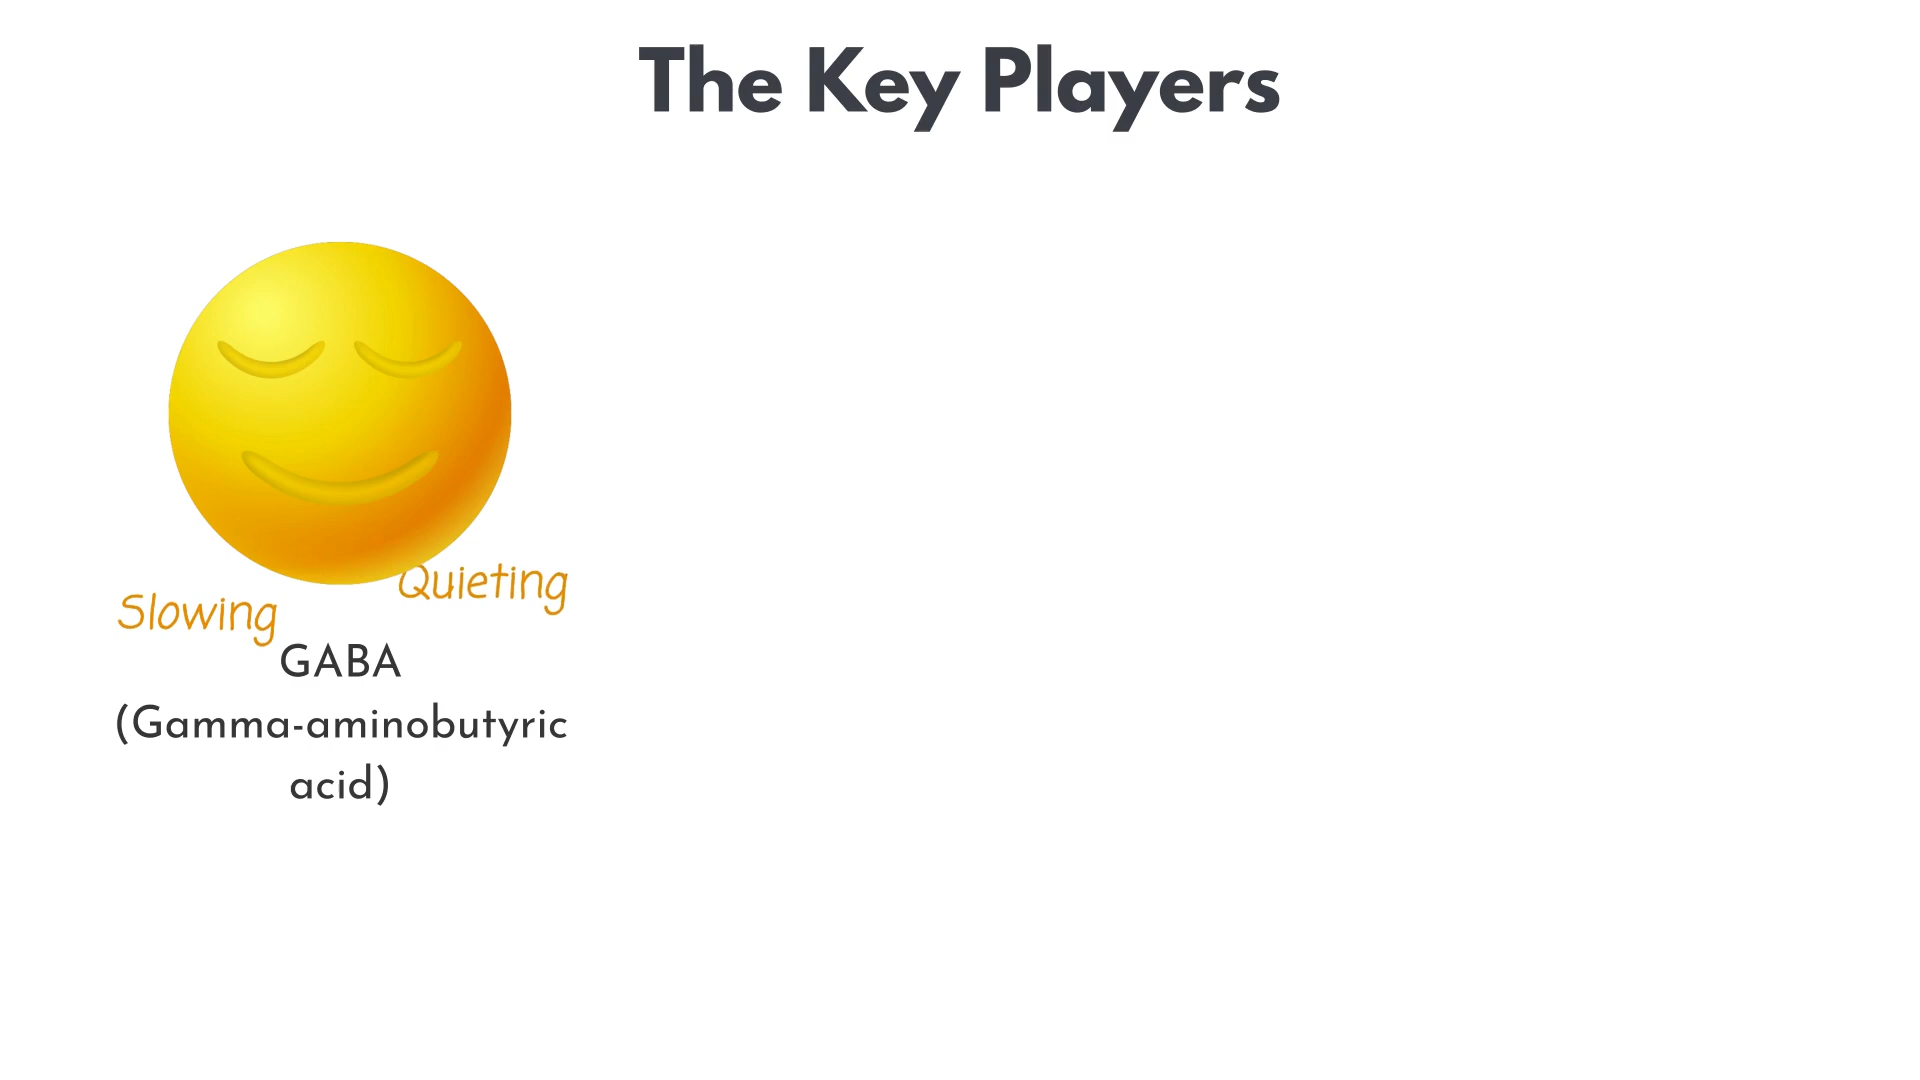 The Key Players
Slowing
Quieting
GABA
(Gamma-aminobutyric
acid)